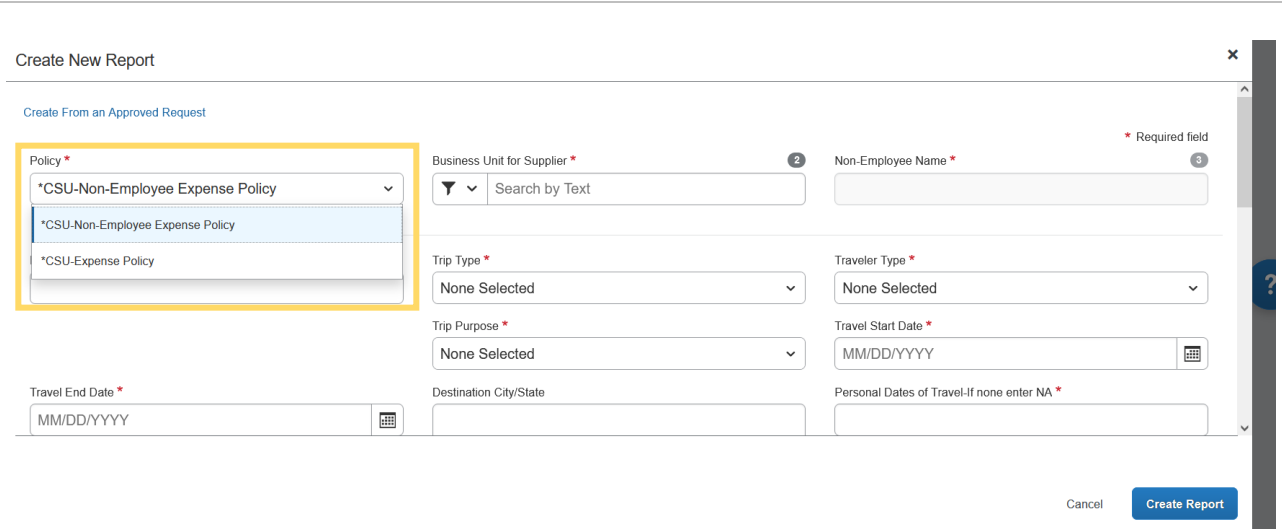 Create New Report
×
Create From an Approved Request
* Required field
Policy *
Business Unit for Supplier *
2
Non-Employee Name *
3
*CSU-Non-Employee Expense Policy
Search by Text
*CSU-Non-Employee Expense Policy
*CSU-Expense Policy
Trip Type *
Traveler Type *
None Selected
None Selected
?
Trip Purpose *
Travel Start Date *
None Selected
MM/DD/YYYY
Travel End Date *
Destination City/State
Personal Dates of Travel-If none enter NA *
MM/DD/YYYY
Cancel
Create Report